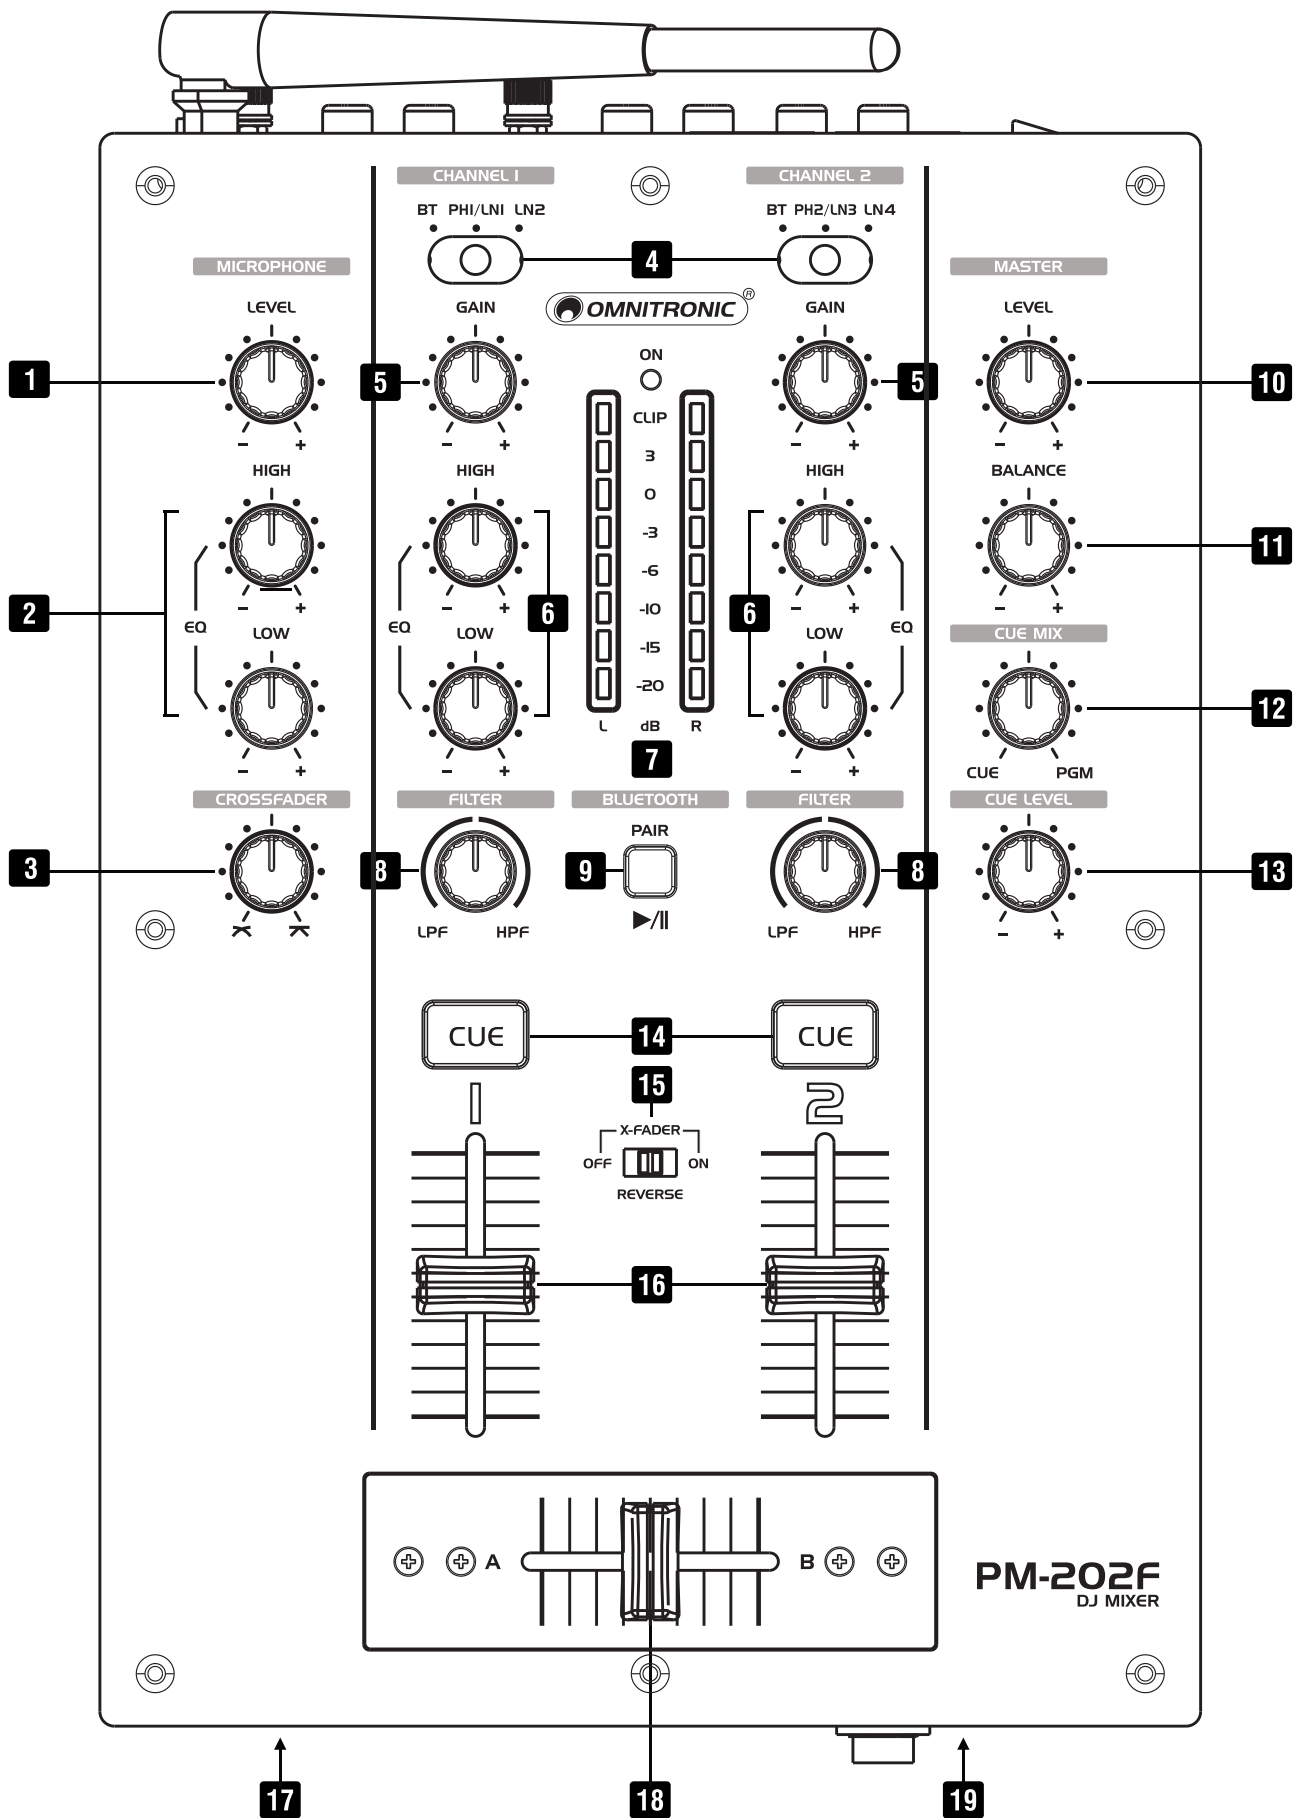 CHANNEL 1
CHANNEL 2
BT PH1/LN1 LN2
BT PH2/LN3 LN4
4
MICROPHONE
MASTER
OMNITRONIC ®
LEVEL
GAIN
GAIN
LEVEL
ON
1
5
5
10
CLIP
- +
- +
- +
- +
3
HIGH
HIGH
HIGH
BALANCE
0
-3
11
-6
2
- +
- +
6
-10
6
- +
- +
EQ
LOW
EQ
LOW
LOW
EQ
CUE MIX
-15
-20
12
L dB R
7
- +
- +
- +
CUE PGM
CROSSFADER
FILTER
BLUETOOTH
FILTER
CUE LEVEL
PAIR
3
8
9
8
13
▶/II
LPF HPF
LPF HPF
- +
CUE
14
CUE
15
1
2
X-FADER
OFF ON
REVERSE
16
A B
PM-202F
DJ MIXER
17
18
19